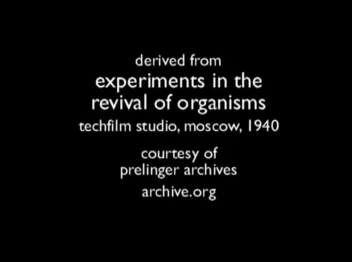 derived from
experiments in the
revival of organisms
techfilm studio, moscow, 1940
courtesy of
prelinger archives
archive.org